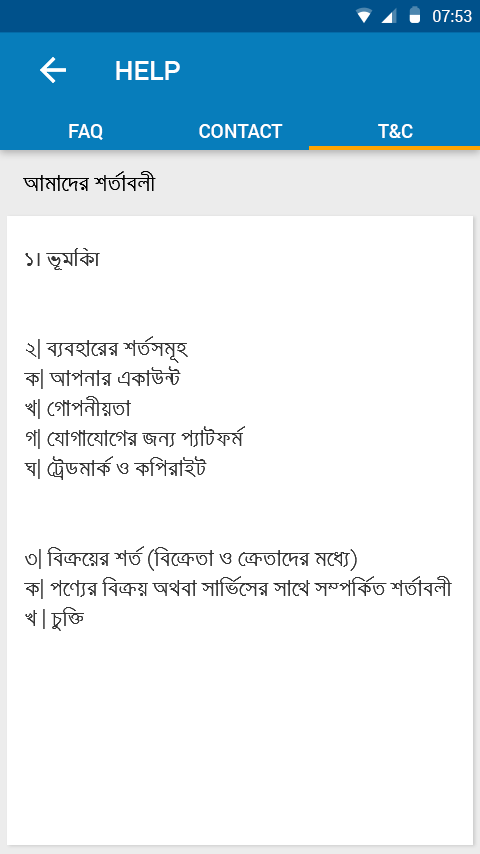 07:53
HELP
FAQ CONTACT T&C
আমাদের শর্তাবলী
১। ভূমিকা
২| ব্যবহারের শর্তসমূহ
ক| আপনার একাউন্ট
খ| গোপনীয়তা
গ| যোগাযোগের জন্য প্যাটফর্ম
ঘ| ট্রেডমার্ক ও কপিরাইট
৩| বিক্রয়ের শর্ত (বিক্রেতা ও ক্রেতাদের মধ্যে)
ক| পণ্যের বিক্রয় অথবা সার্ভিসের সাথে সম্পর্কিত শর্তাবলী
খ | চুক্তি